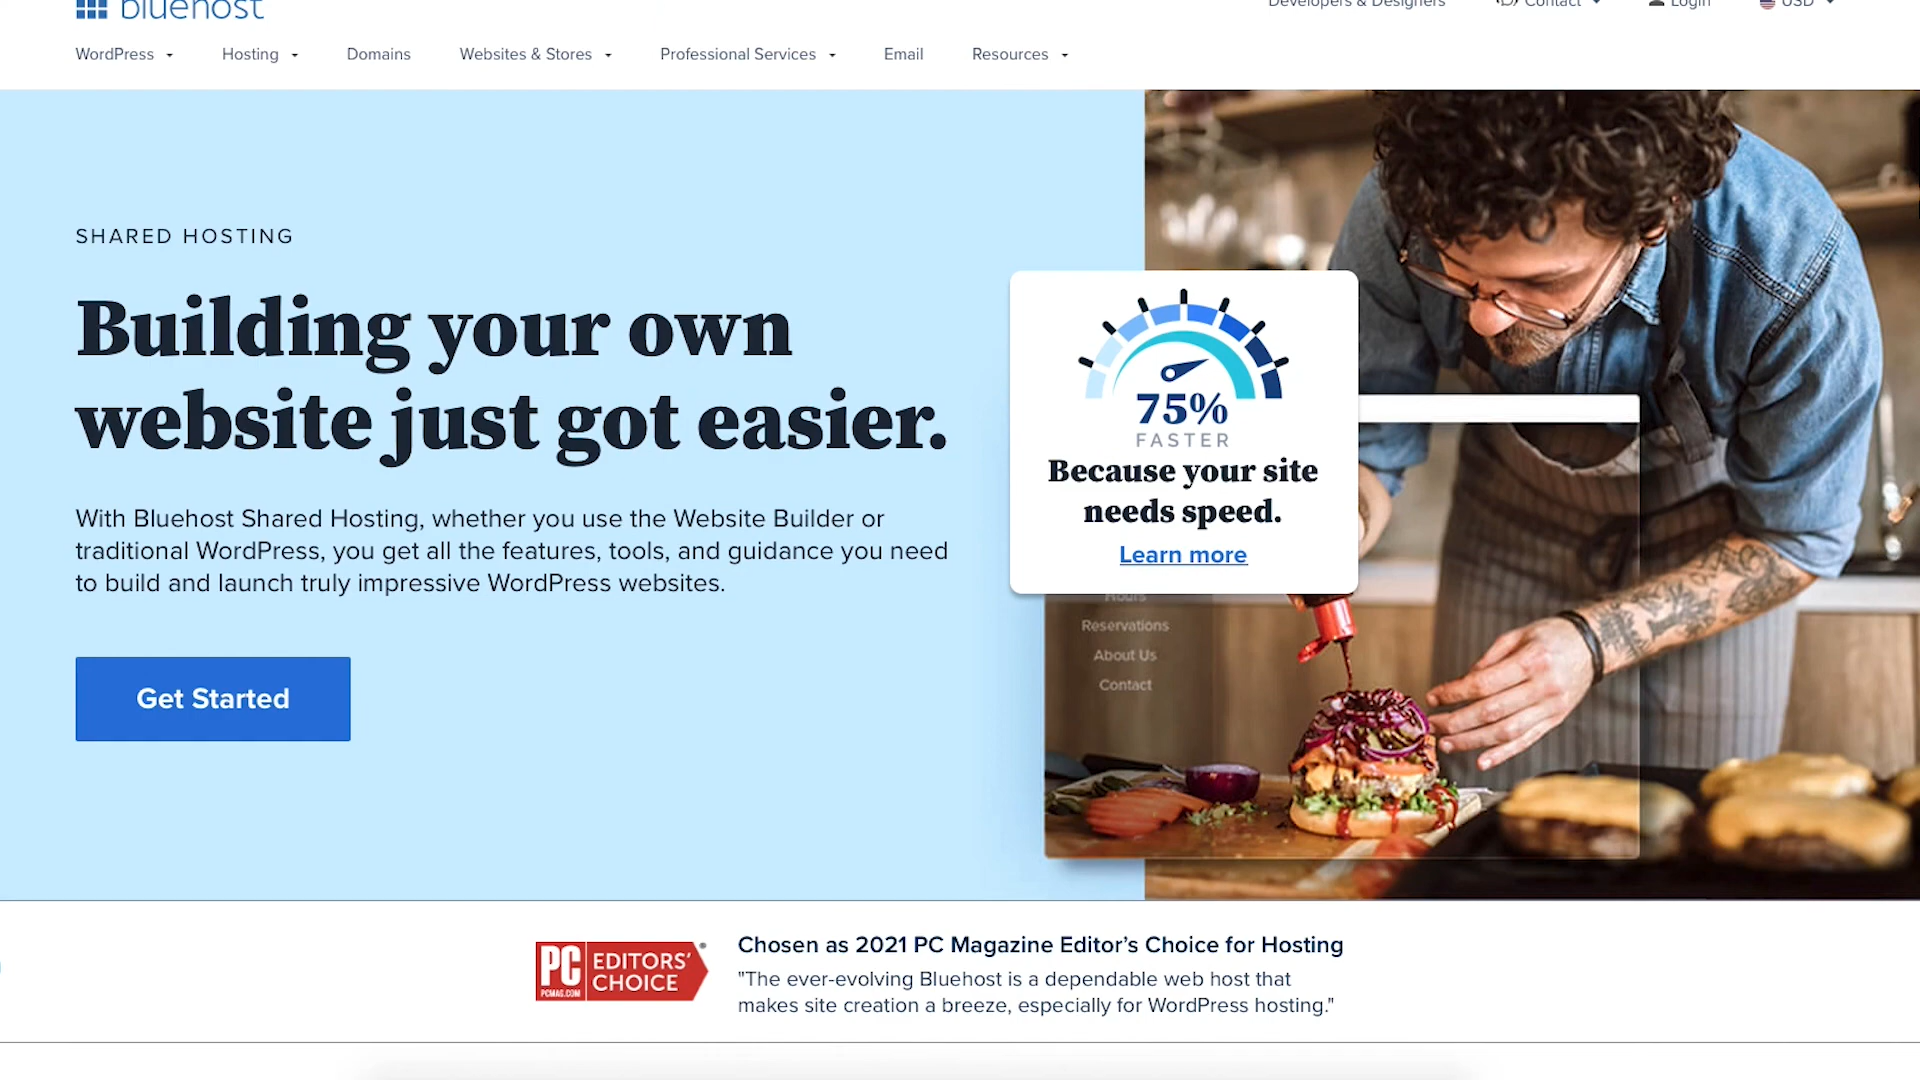 bluehost
Developers & Designers
Contact
Login
USD
WordPress
Hosting
Domains
Websites & Stores
Professional Services
Email
Resources
SHARED HOSTING
Building your own
website just got easier.
With Bluehost Shared Hosting, whether you use the Website Builder or
traditional WordPress, you get all the features, tools, and guidance you need
to build and launch truly impressive WordPress websites.
Get Started
75%
FASTER
Because your site
needs speed.
Learn more
Hours
Reservations
About Us
Contact
PC
PCMAG.COM
EDITORS'
CHOICE
Chosen as 2021 PC Magazine Editor’s Choice for Hosting
"The ever-evolving Bluehost is a dependable web host that
makes site creation a breeze, especially for WordPress hosting."